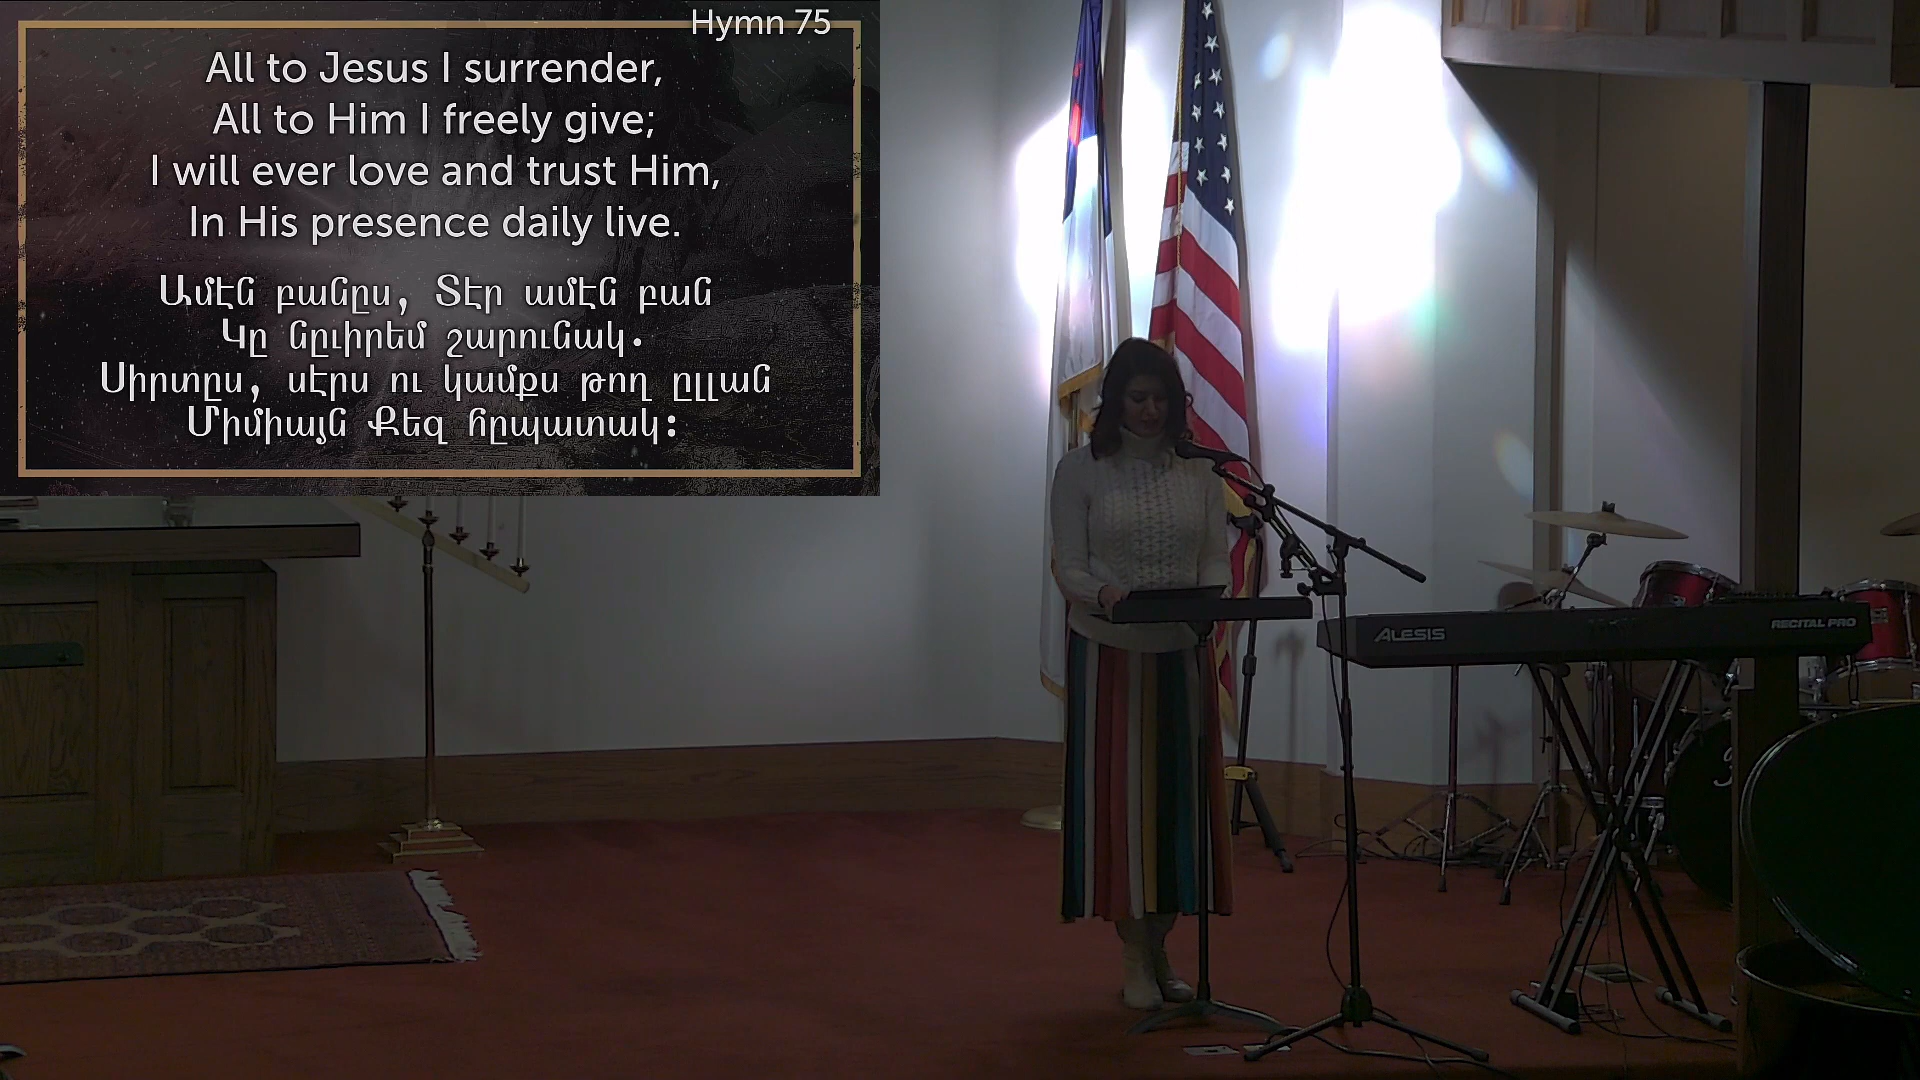 Hymn 75
All to Jesus I surrender,
All to Him I freely give;
I will ever love and trust Him,
In His presence daily live.
Ամէն բանըս, Տէր ամէն բան
Կը նըւիրեմ շարունակ.
Սիրտըս, սէրս ու կամքս թող ըլլան
Միմիայն Քեզ հըպատակ:
ALESIS
RECITAL PRO